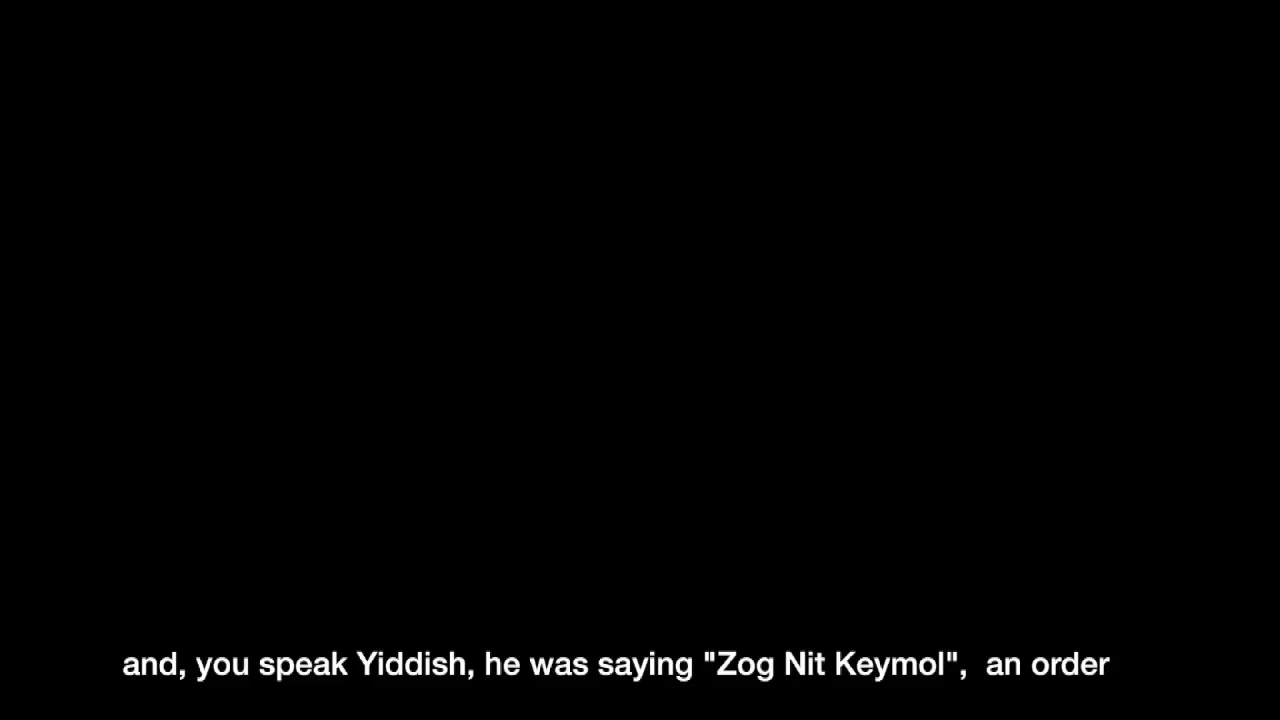 and, you speak Yiddish, he was saying "Zog Nit Keymol",  an order